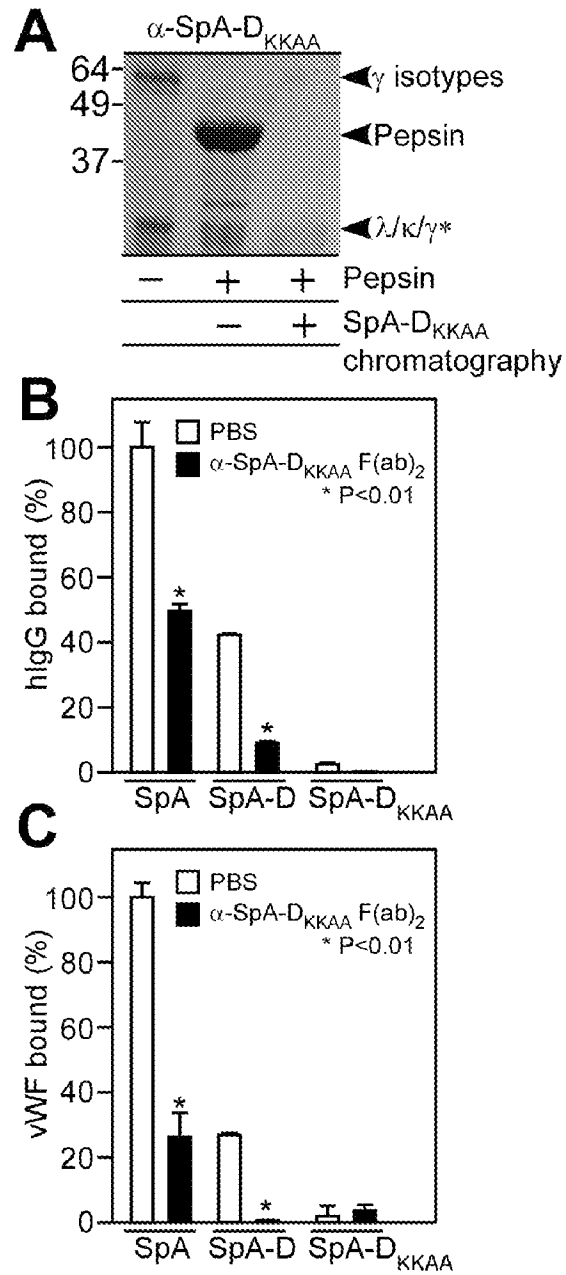 A
α-SpA-DKKAA
64-
49-
37-
γ isotypes
Pepsin
λ/κ/γ*
− + + Pepsin
− + SpA-DKKAA
chromatography
B
PBS
α-SpA-DKKAA F(ab)2
* P<0.01
hIgG bound (%)
100
80
60
40
20
0
*
*
SpA SpA-D SpA-DKKAA
C
PBS
α-SpA-DKKAA F(ab)2
* P<0.01
vWF bound (%)
100
80
60
40
20
0
*
*
SpA SpA-D SpA-DKKAA